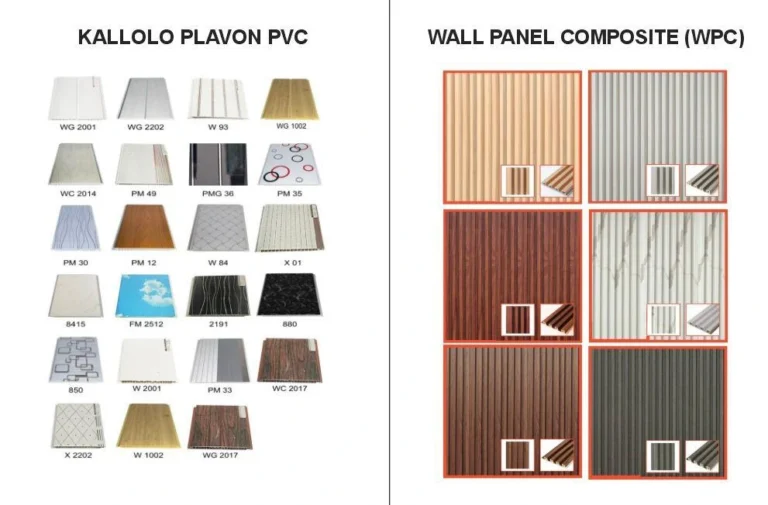 KALLOLO PLAVON PVC
WG 2001 WG 2202 W 93 WG 1002
WC 2014 PM 49 PMG 36 PM 35
PM 30 PM 12 W 84 X 01
8415 FM 2512 2191 880
850 W 2001 PM 33 WC 2017
X 2202 W 1002 WG 2017
WALL PANEL COMPOSITE (WPC)